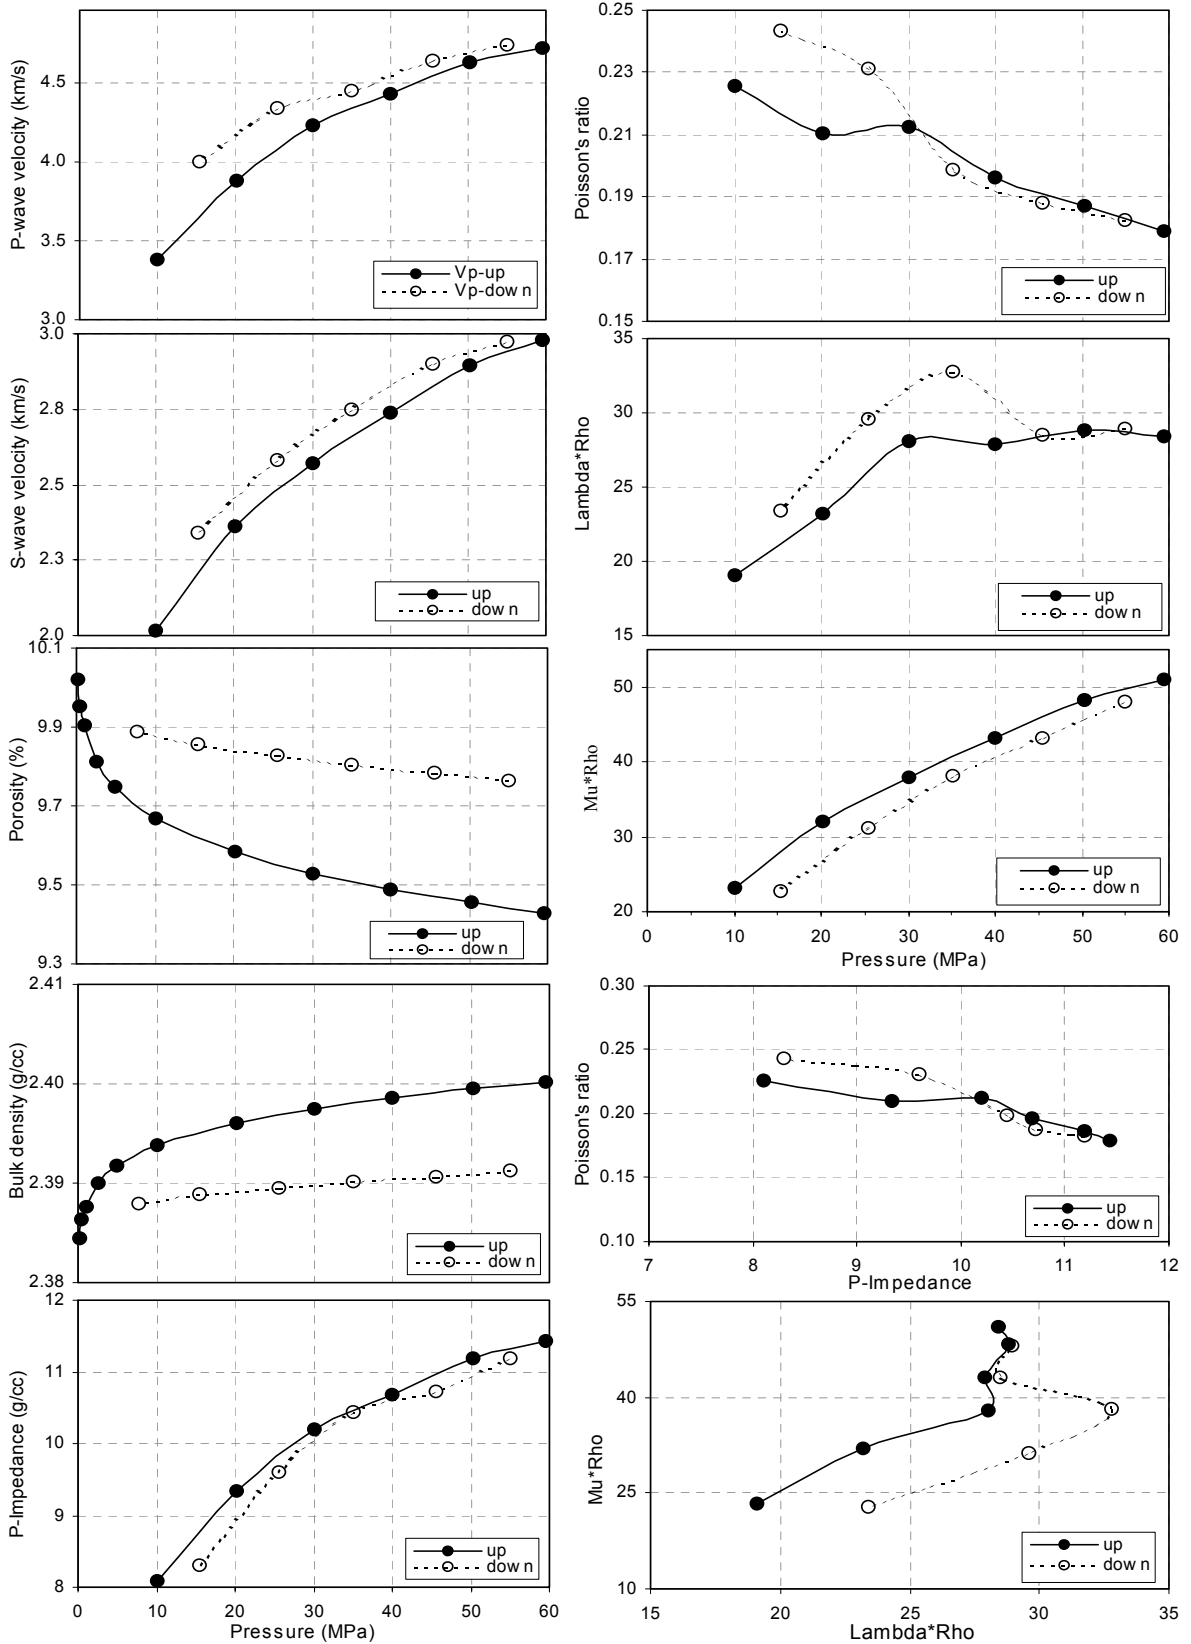 P-wave velocity (km/s)
4.5
4.0
3.5
3.0
Vp-up
Vp-dow n
S-wave velocity (km/s)
3.0
2.8
2.5
2.3
2.0
up
dow n
Porosity (%)
10.1
9.9
9.7
9.5
9.3
up
dow n
Bulk density (g/cc)
2.41
2.40
2.39
2.38
up
dow n
P-Impedance (g/cc)
12
11
10
9
8
up
dow n
0 10 20 30 40 50 60
Pressure (MPa)
Poisson's ratio
0.25
0.23
0.21
0.19
0.17
0.15
up
dow n
Lambda*Rho
35
30
25
20
15
up
dow n
Mu*Rho
50
40
30
20
up
dow n
0 10 20 30 40 50 60
Pressure (MPa)
Poisson's ratio
0.30
0.25
0.20
0.15
0.10
up
dow n
7 8 9 10 11 12
P-Impedance
Mu*Rho
55
40
25
10
up
dow n
15 20 25 30 35
Lambda*Rho